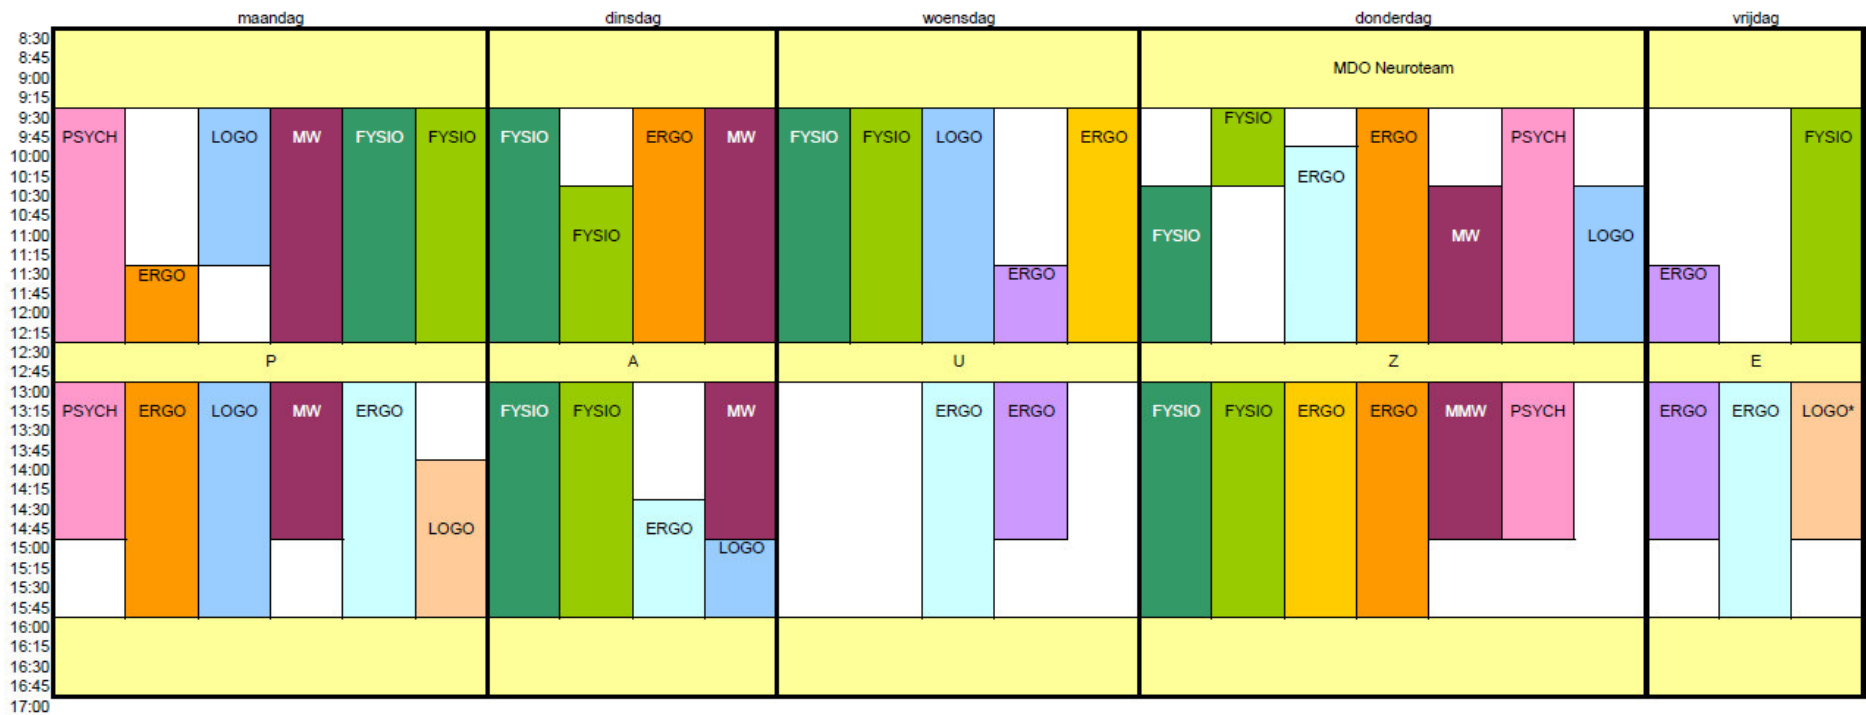 maandag dinsdag woensdag donderdag vrijdag
8:30
8:45
9:00 MDO Neuroteam
9:15
9:30 FYSIO
9:45 PSYCH LOGO MW FYSIO FYSIO FYSIO ERGO MW FYSIO FYSIO LOGO ERGO ERGO PSYCH FYSIO
10:00
10:15 ERGO
10:30
10:45
11:00 FYSIO FYSIO MW LOGO
11:15
11:30 ERGO ERGO ERGO
11:45
12:00
12:15
12:30 P A U Z E
12:45
13:00
13:15 PSYCH ERGO LOGO MW ERGO FYSIO FYSIO MW ERGO ERGO FYSIO FYSIO ERGO ERGO MMW PSYCH ERGO ERGO LOGO*
13:30
13:45
14:00
14:15
14:30
14:45 LOGO ERGO
15:00 LOGO
15:15
15:30
15:45
16:00
16:15
16:30
16:45
17:00